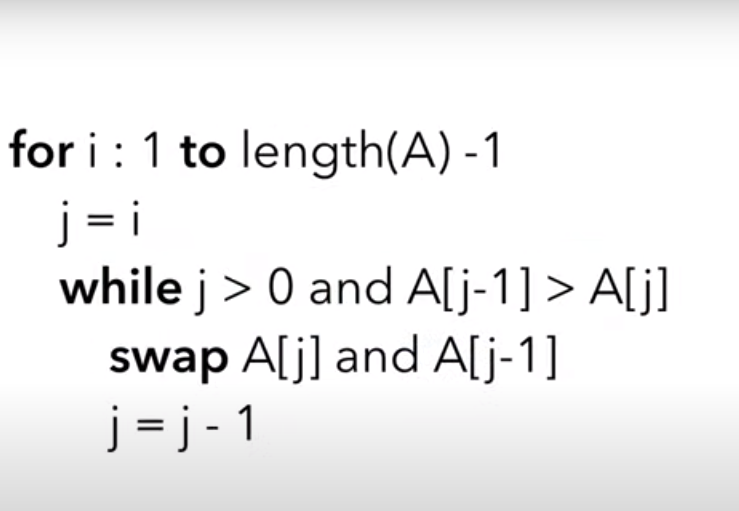 for i : 1 to length(A) -1
j = i
while j > 0 and A[j-1] > A[j]
swap A[j] and A[j-1]
j = j - 1